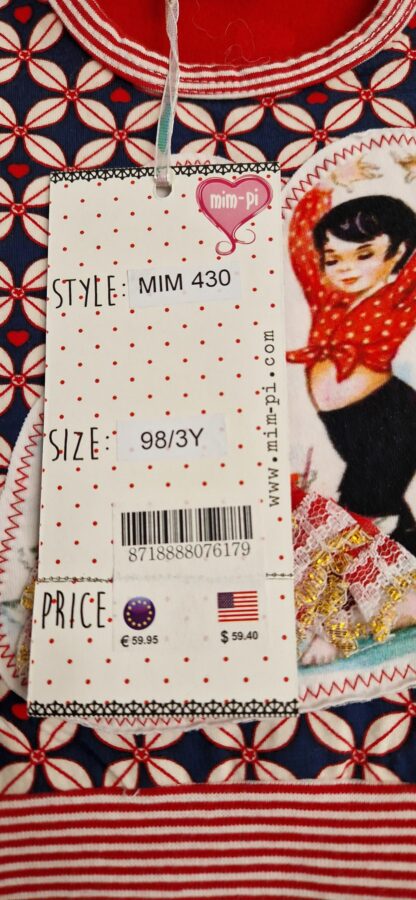 mim-pi
STYLE: MIM 430
www.mim-pi.com
SIZE: 98/3Y
8718888076179
PRICE
€ 59.95 $ 59.40